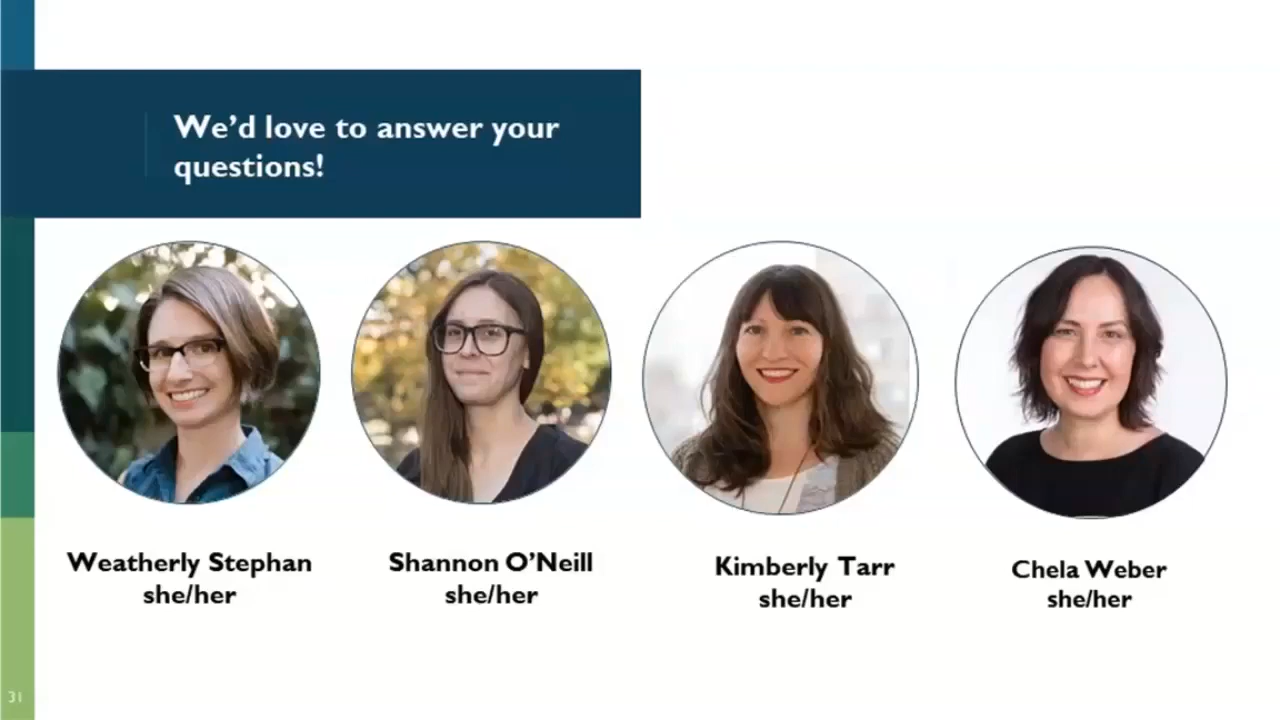 We'd love to answer your
questions!
Weatherly Stephan
she/her
Shannon O'Neill
she/her
Kimberly Tarr
she/her
Chela Weber
she/her
31